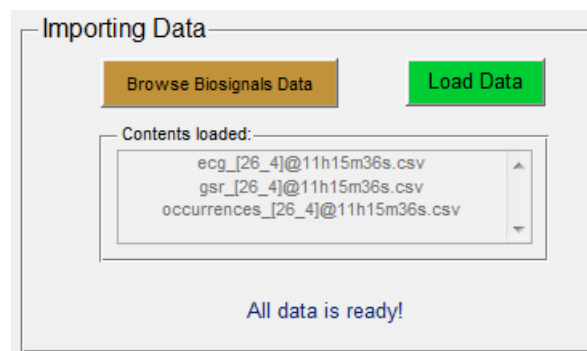 Importing Data
Browse Biosignals Data
Load Data
Contents loaded:
ecg_[26_4]@11h15m36s.csv
gsr_[26_4]@11h15m36s.csv
occurrences_[26_4]@11h15m36s.csv
All data is ready!